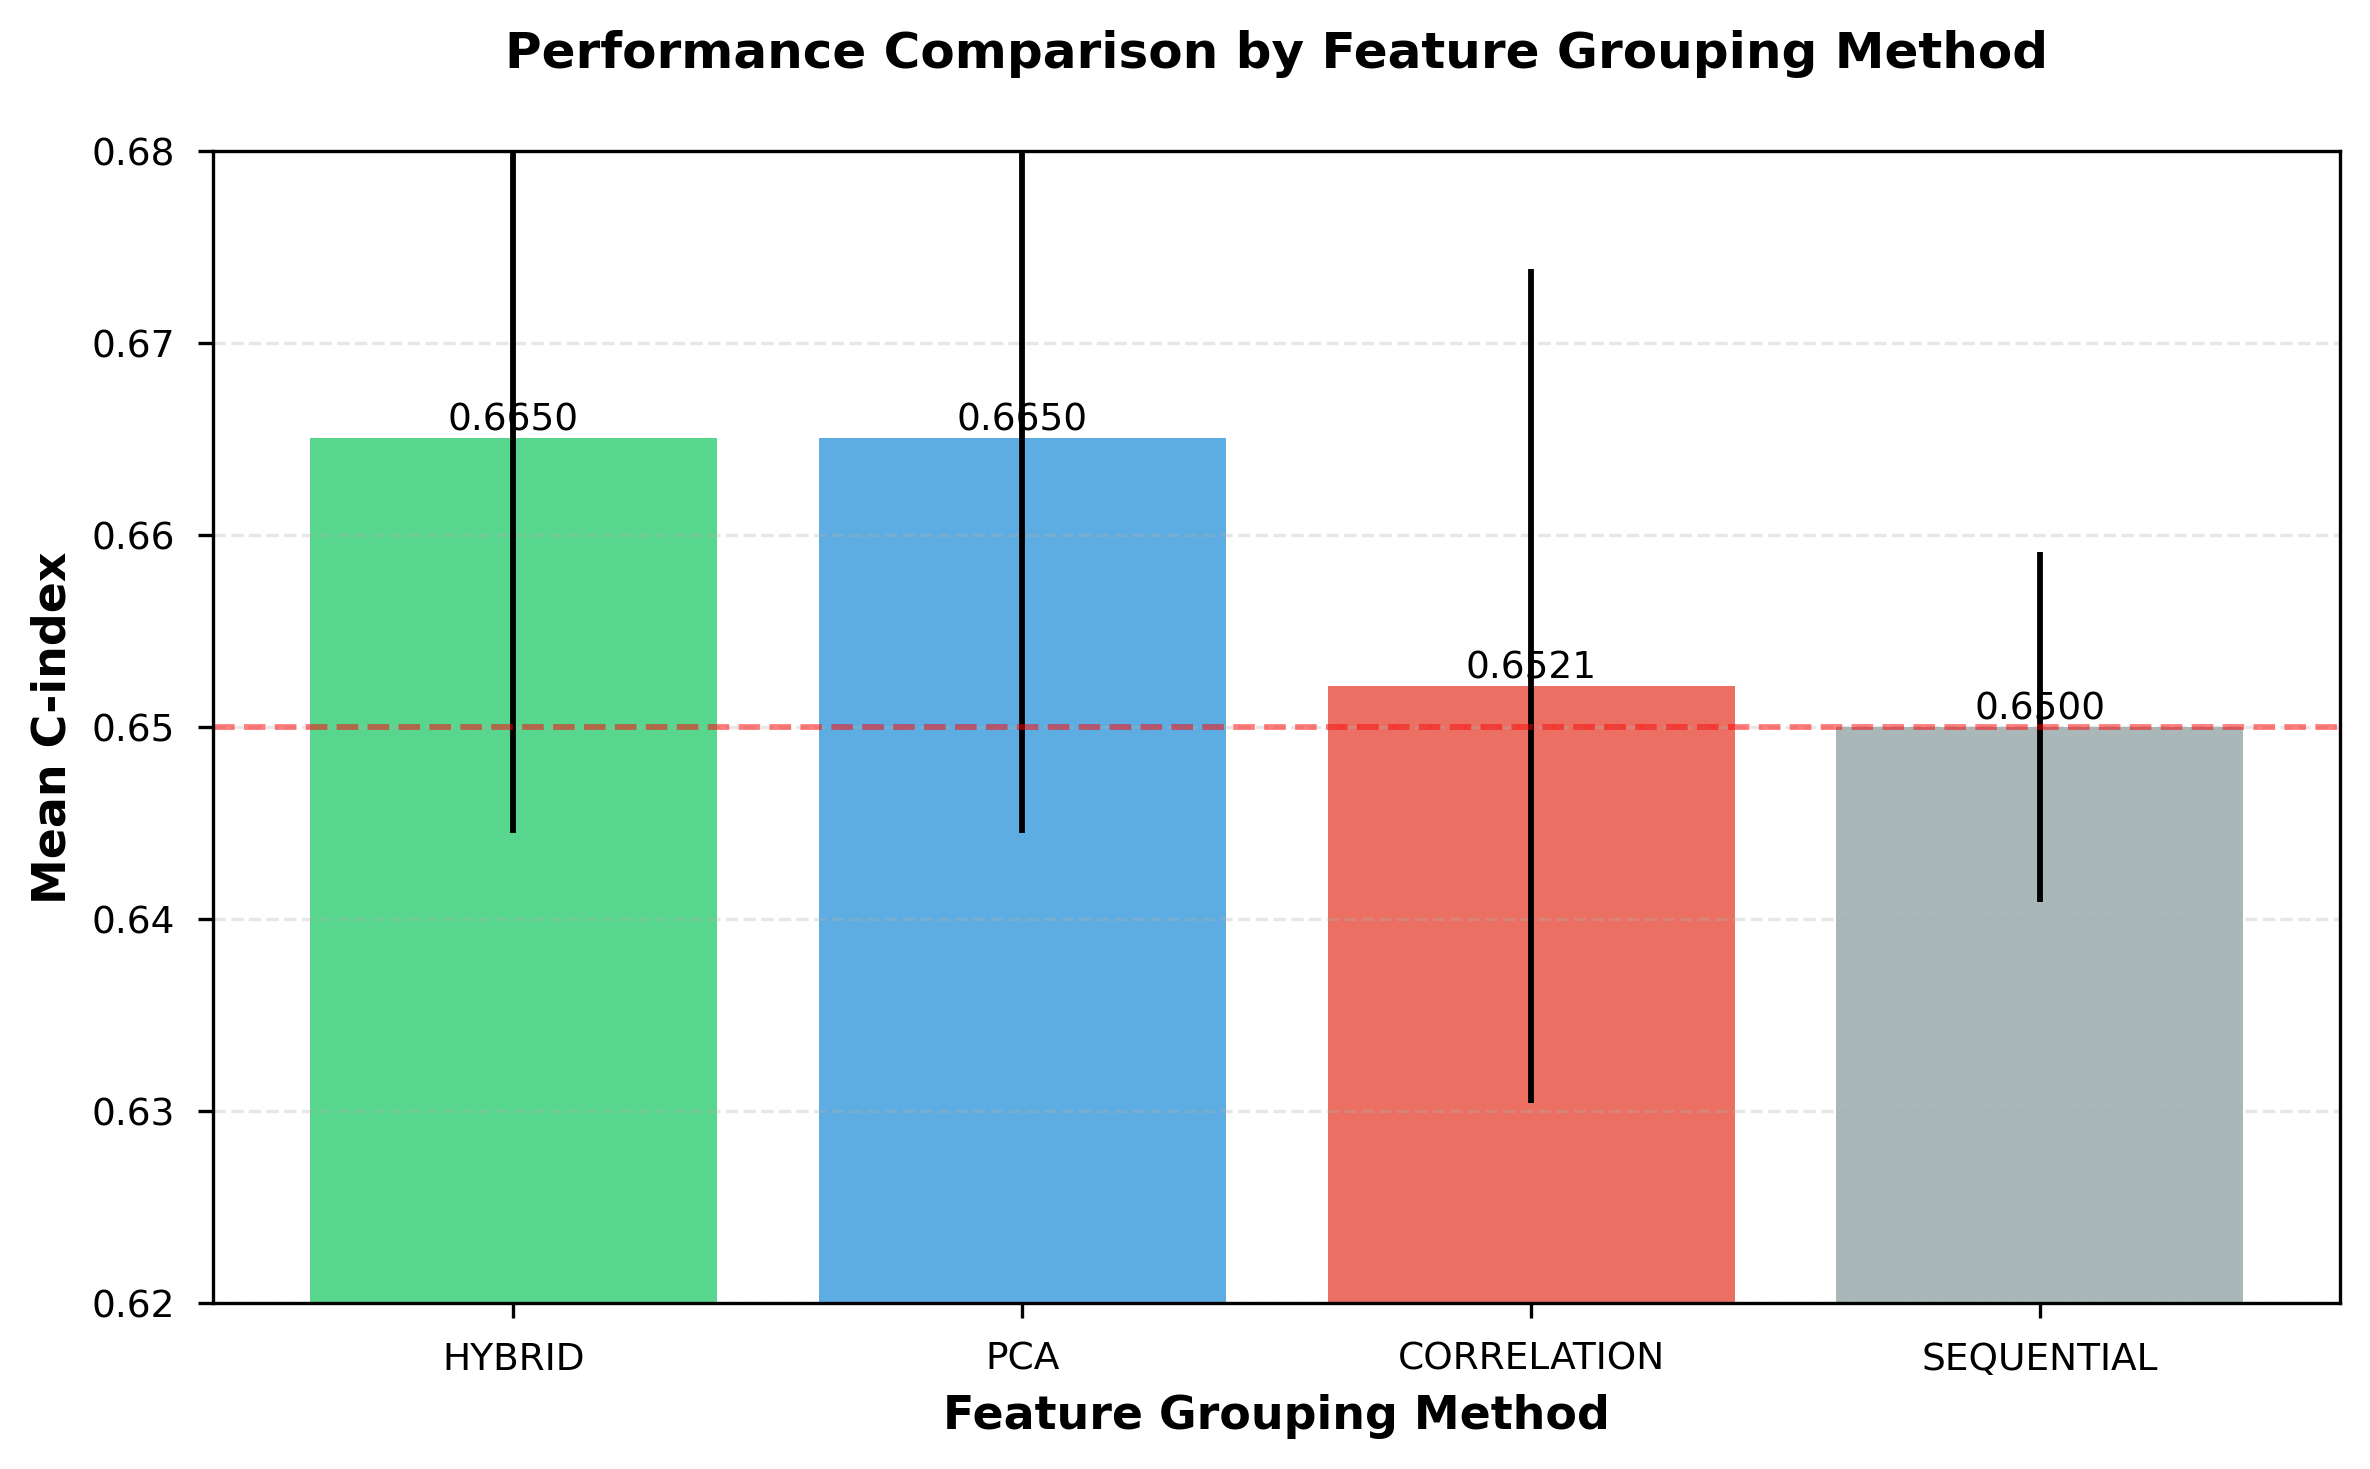 Performance Comparison by Feature Grouping Method
0.68
0.67
0.66
0.65
0.64
0.63
0.62
Mean C-index
0.6650
0.6650
0.6521
0.6500
HYBRID
PCA
CORRELATION
SEQUENTIAL
Feature Grouping Method